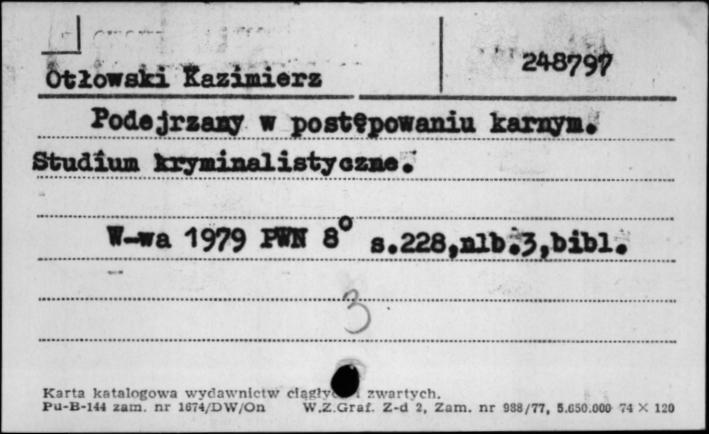 248797
Otłowski Kazimierz
Podejrzany w postępowaniu karnym.
Studium kryminalistyczne.
W-wa 1979 PWN 8° s.228,nlb.3,bibl.
3
Karta katalogowa wydawnictw ciągłych i zwartych.
Pu-B-144 zam. nr 1674/DW/On W.Z.Graf. Z-d 2, Zam. nr 988/77, 5.650.000 74 X 120